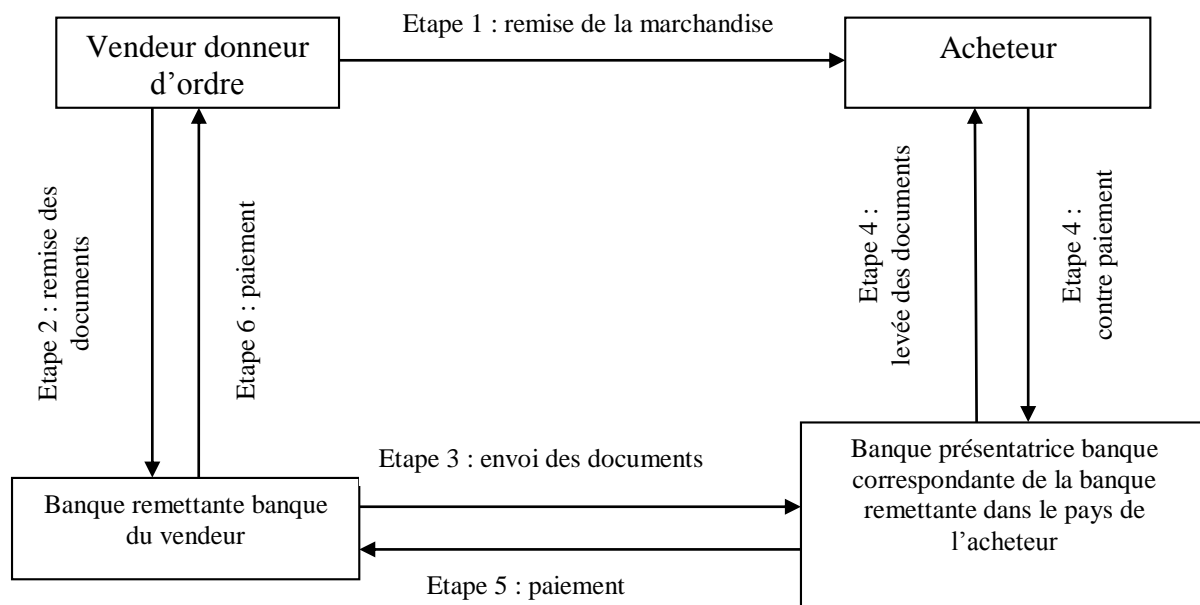 Etape 1 : remise de la marchandise
Vendeur donneur
d’ordre
Acheteur
Etape 2 : remise des
documents
Etape 6 : paiement
Etape 4 :
levée des documents
Etape 4 :
contre paiement
Etape 3 : envoi des documents
Banque remettante banque
du vendeur
Banque présentatrice banque
correspondante de la banque
remettante dans le pays de
l’acheteur
Etape 5 : paiement